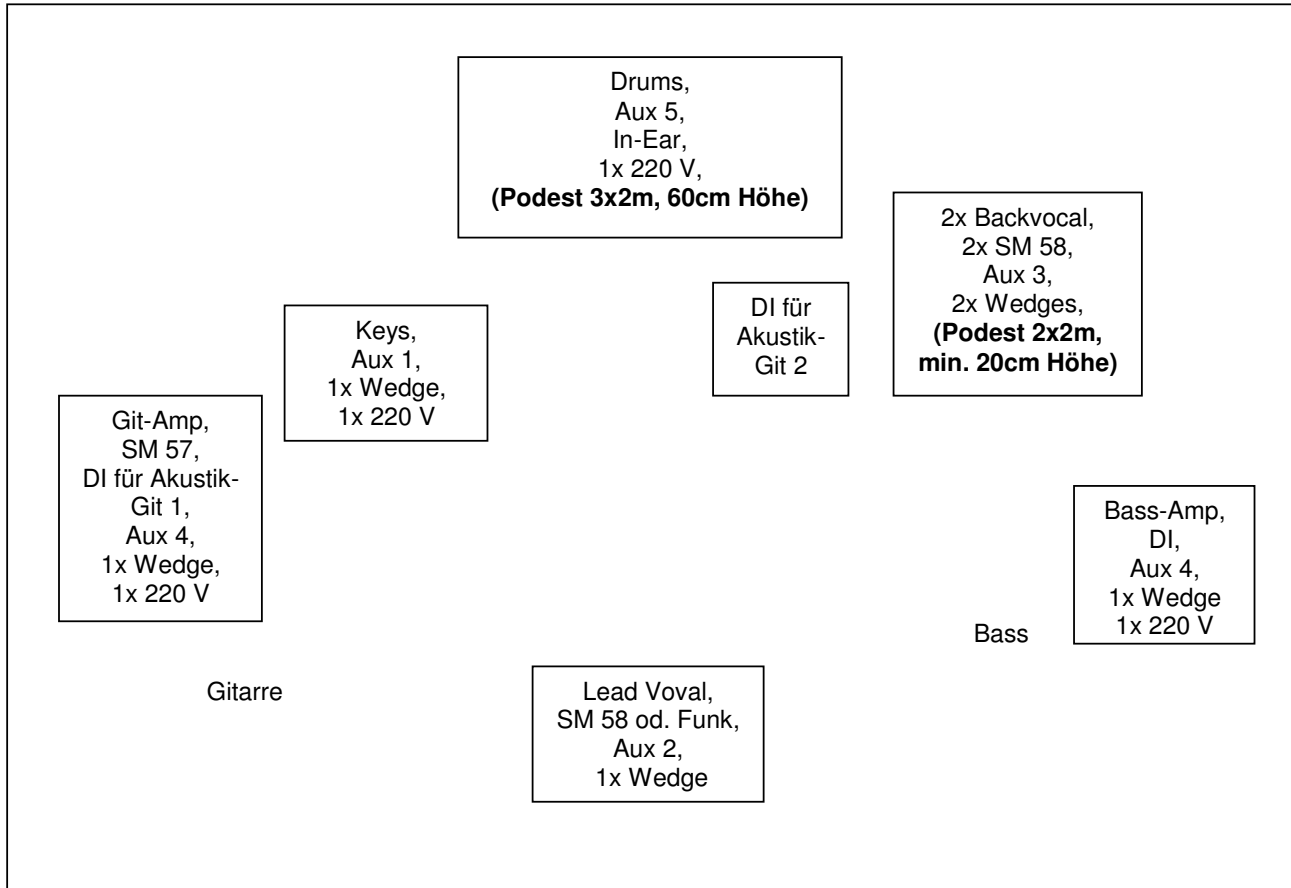 Drums,
Aux 5,
In-Ear,
1x 220 V,
(Podest 3x2m, 60cm Höhe)
2x Backvocal,
2x SM 58,
Aux 3,
2x Wedges,
(Podest 2x2m,
min. 20cm Höhe)
DI für
Akustik-
Git 2
Keys,
Aux 1,
1x Wedge,
1x 220 V
Git-Amp,
SM 57,
DI für Akustik-
Git 1,
Aux 4,
1x Wedge,
1x 220 V
Bass-Amp,
DI,
Aux 4,
1x Wedge
1x 220 V
Bass
Gitarre
Lead Voval,
SM 58 od. Funk,
Aux 2,
1x Wedge